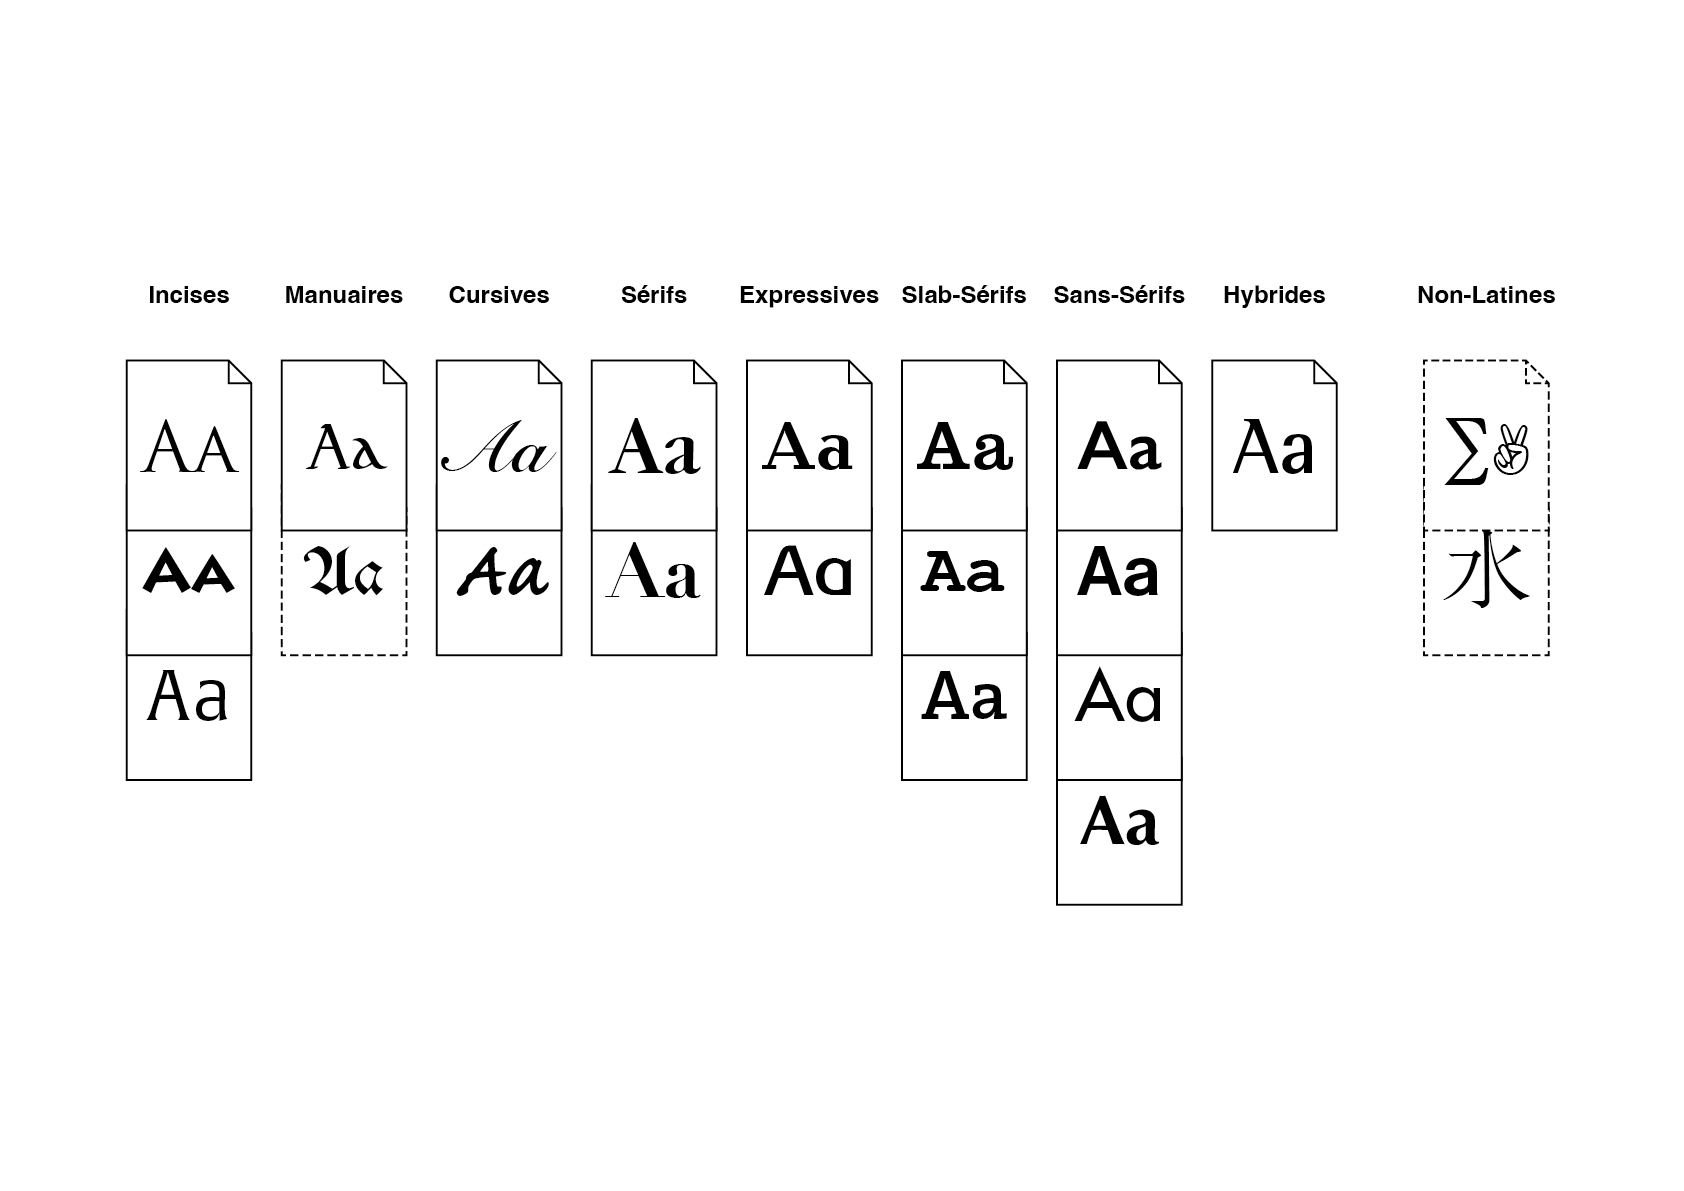 Incises Manuaires Cursives Sérifs Expressives Slab-Sérifs Sans-Sérifs Hybrides Non-Latines
AA Aa Aa Aa Aa Aa Aa Aa ∑✌
AA Aa Aa Aa Aa Aa Aa 水
Aa Aa Aa
Aa